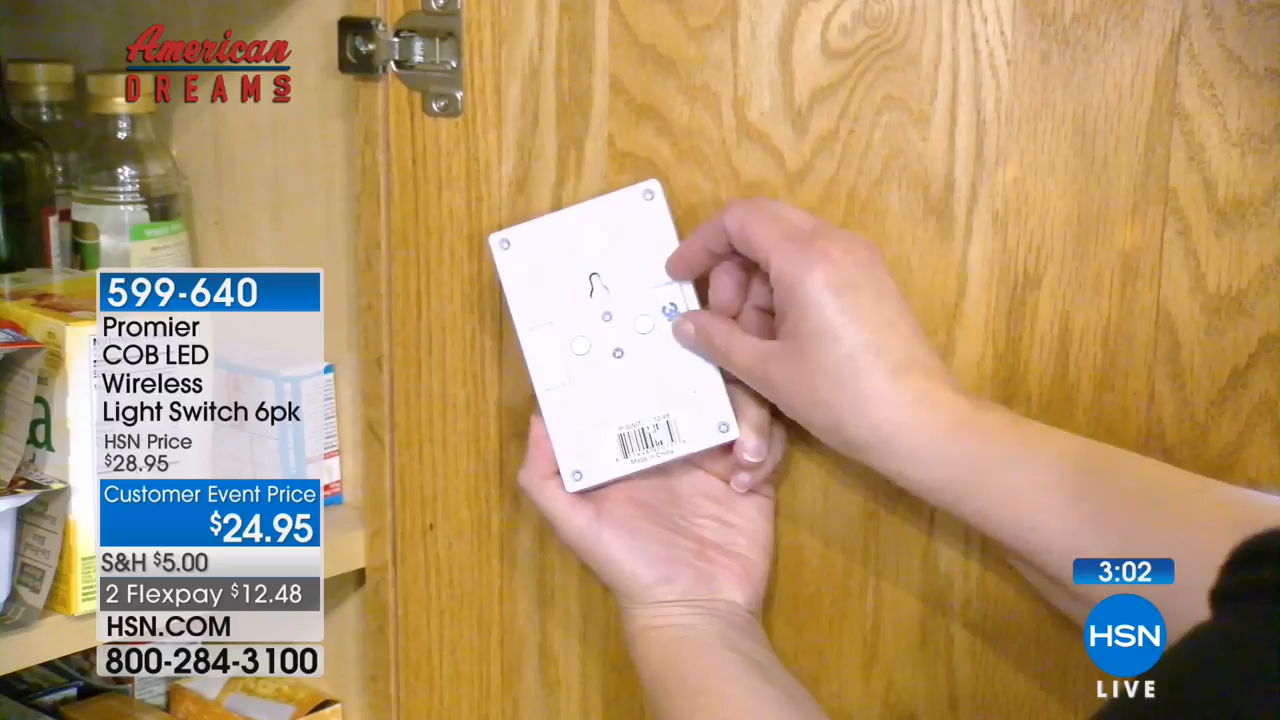 American
DREAMS
599-640
Promier
COB LED
Wireless
Light Switch 6pk
HSN Price
$28.95
Customer Event Price
$24.95
S&H $5.00
2 Flexpay $12.48
HSN.COM
800-284-3100
Made in China
3:02
HSN
LIVE